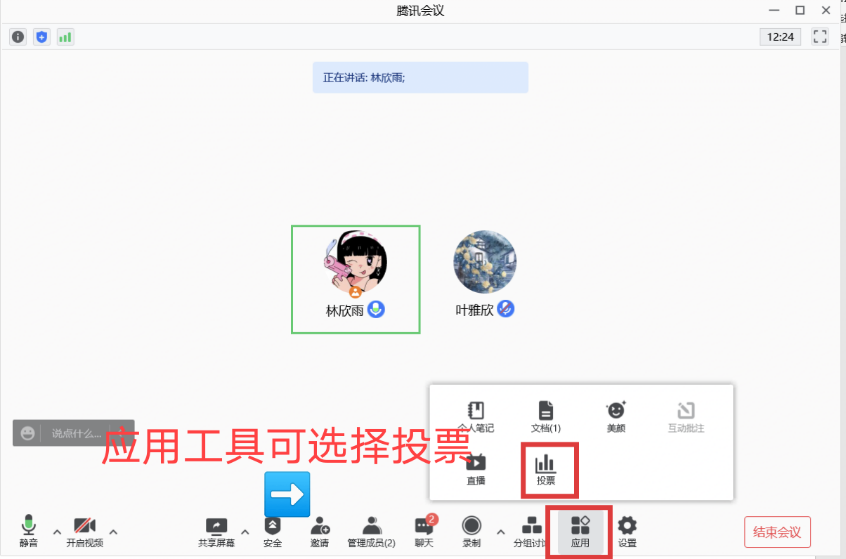 腾讯会议
12:24
正在讲话: 林欣雨;
林欣雨
叶雅欣
个人笔记
文档(1)
美颜
互动批注
说点什么...
应用工具可选择投票
直播
投票
静音
开启视频
共享屏幕
安全
邀请
管理成员(2)
聊天
2
录制
分组讨论
应用
设置
结束会议